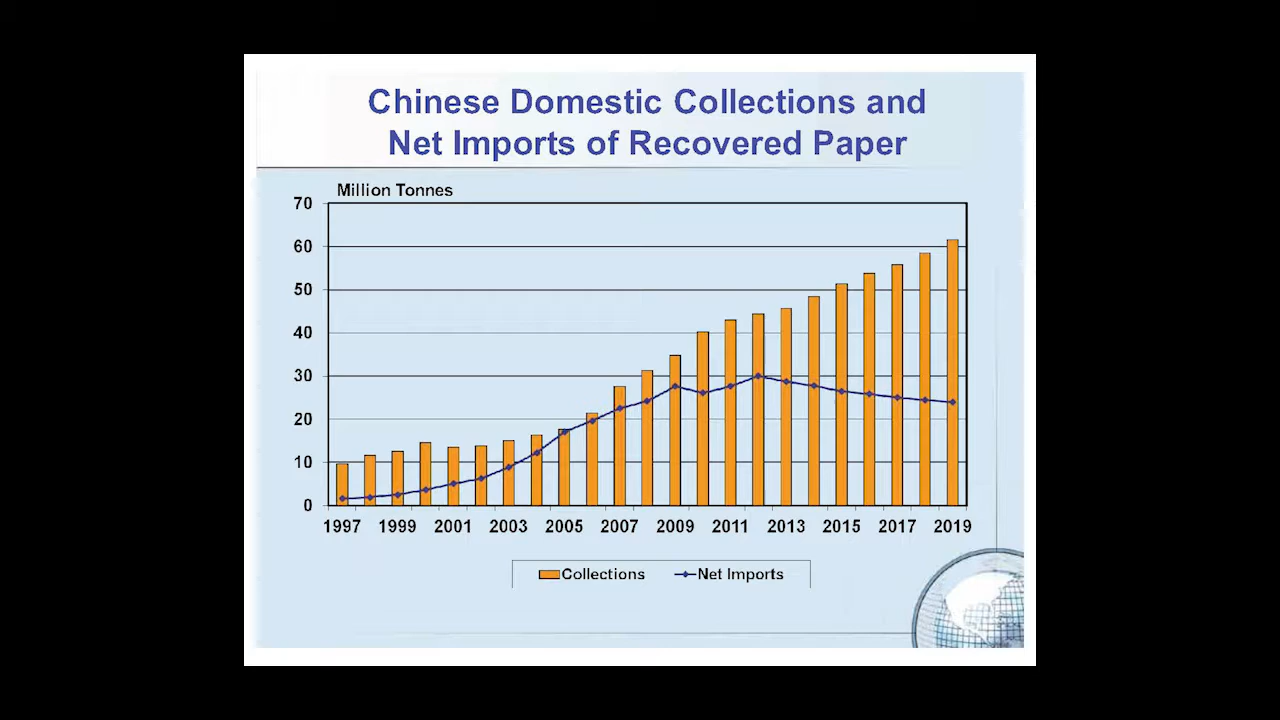 Chinese Domestic Collections and
Net Imports of Recovered Paper
Million Tonnes
70
60
50
40
30
20
10
0
1997 1999 2001 2003 2005 2007 2009 2011 2013 2015 2017 2019
Collections Net Imports